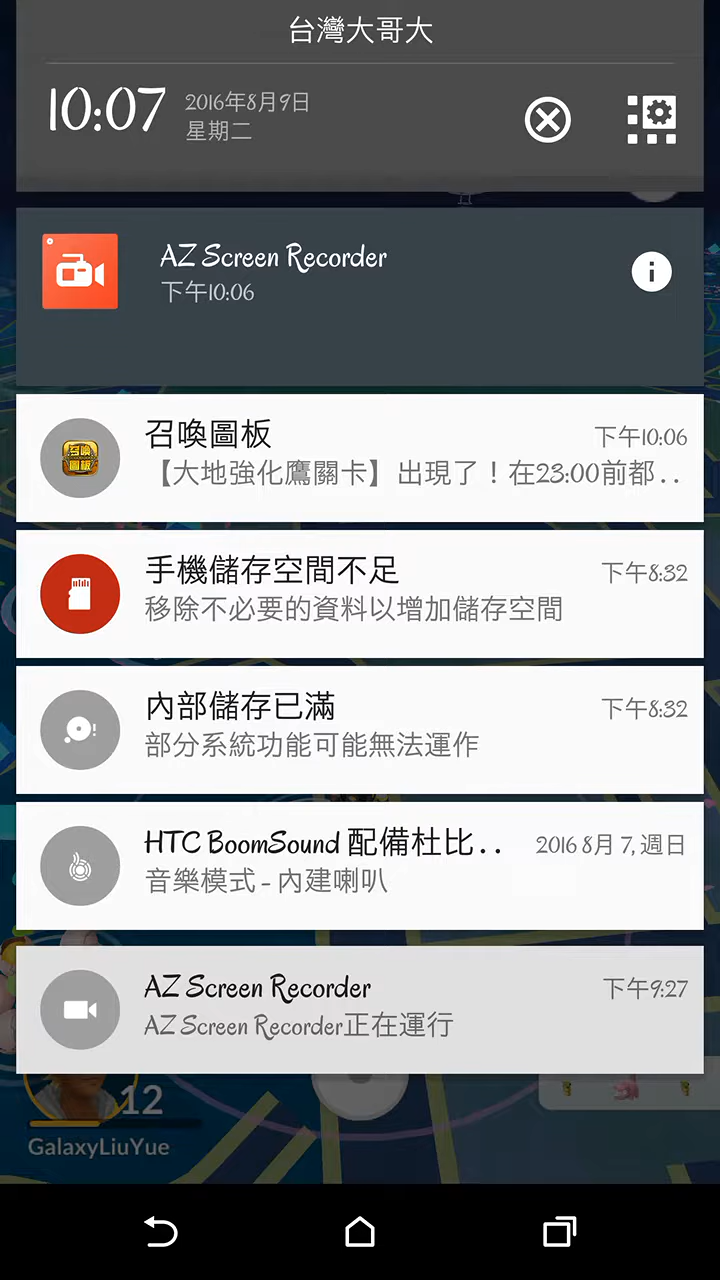 台灣大哥大
10:07
2016年8月9日
星期二
AZ Screen Recorder
下午10:06
召喚圖板
召喚圖板
下午10:06
【大地強化鷹關卡】出現了！在23:00前都..
手機儲存空間不足
下午8:32
移除不必要的資料以增加儲存空間
內部儲存已滿
下午8:32
部分系統功能可能無法運作
HTC BoomSound 配備杜比..
2016 8月 7, 週日
音樂模式 - 內建喇叭
AZ Screen Recorder
下午9:27
AZ Screen Recorder正在運行
12
GalaxyLiuYue